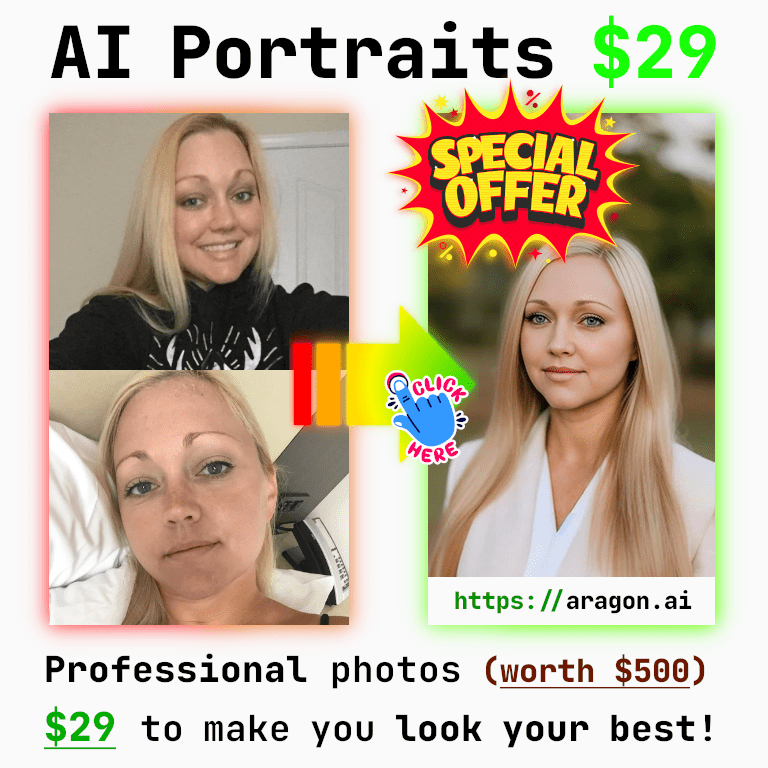 AI Portraits $29
SPECIAL
OFFER
CLICK
HERE
https://aragon.ai
Professional photos (worth $500)
$29 to make you look your best!